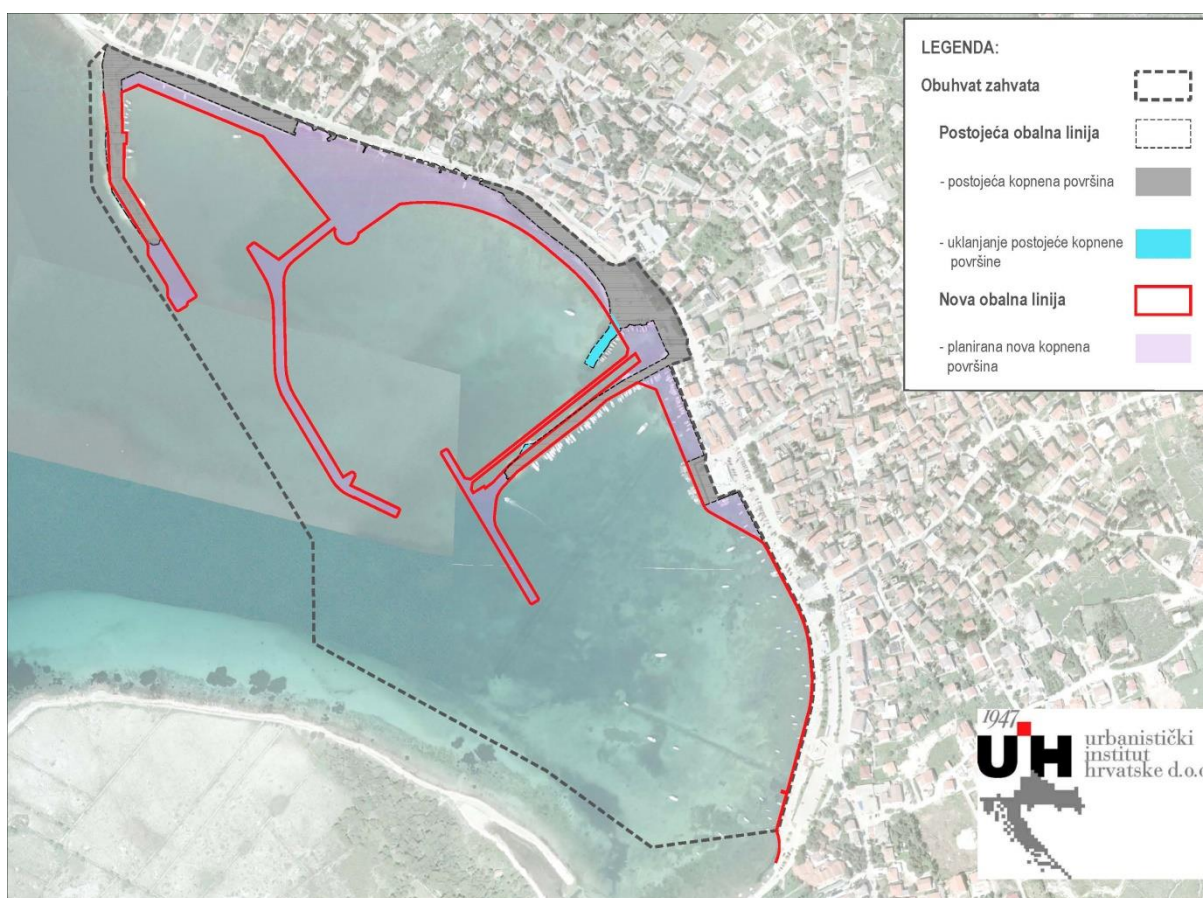 LEGENDA:
Obuhvat zahvata
Postojeća obalna linija
- postojeća kopnena površina
- uklanjanje postojeće kopnene
površine
Nova obalna linija
- planirana nova kopnena
površina
1947
UIH
urbanistički
institut
hrvatske d.o.o